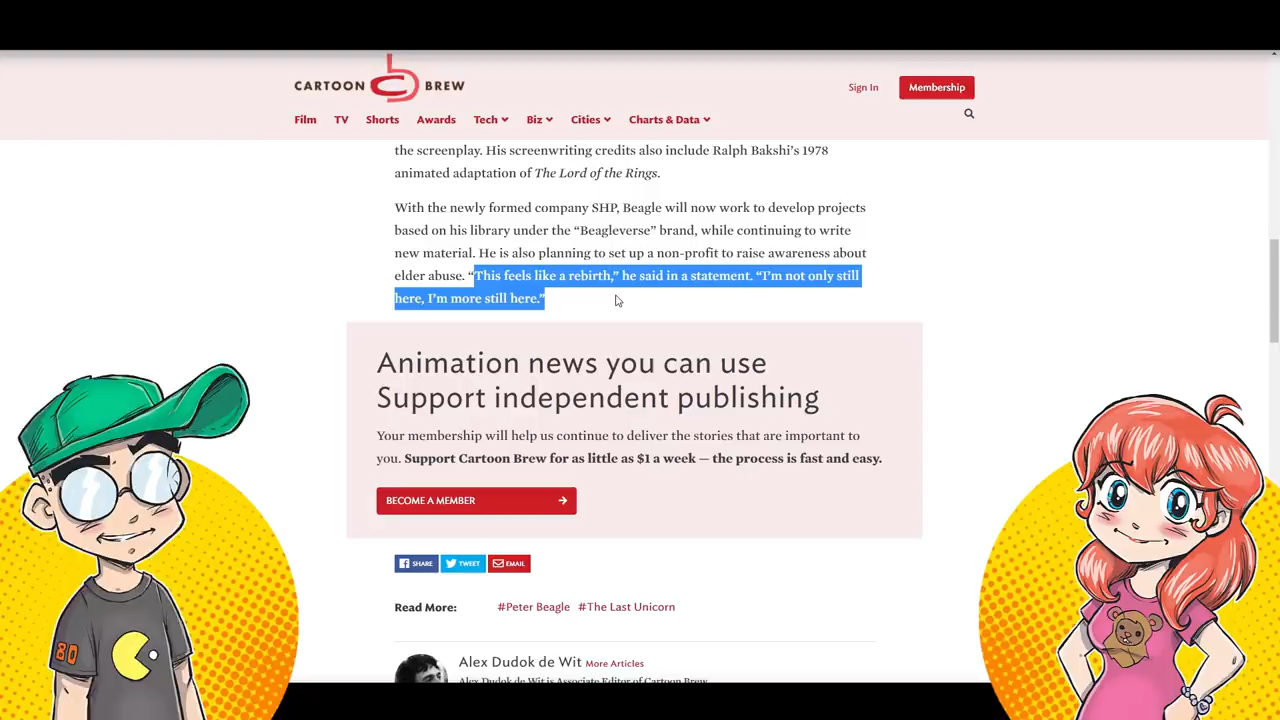 CARTOON BREW
Sign In
Membership
Film TV Shorts Awards Tech Biz Cities Charts & Data
the screenplay. His screenwriting credits also include Ralph Bakshi’s 1978
animated adaptation of The Lord of the Rings.
With the newly formed company SHP, Beagle will now work to develop projects
based on his library under the “Beagleverse” brand, while continuing to write
new material. He is also planning to set up a non-profit to raise awareness about
elder abuse. “This feels like a rebirth,” he said in a statement. “I’m not only still
here, I’m more still here.”
Animation news you can use
Support independent publishing
Your membership will help us continue to deliver the stories that are important to
you. Support Cartoon Brew for as little as $1 a week — the process is fast and easy.
BECOME A MEMBER
SHARE TWEET EMAIL
Read More: #Peter Beagle #The Last Unicorn
Alex Dudok de Wit More Articles
Alex Dudok de Wit is Associate Editor of Cartoon Brew.
80